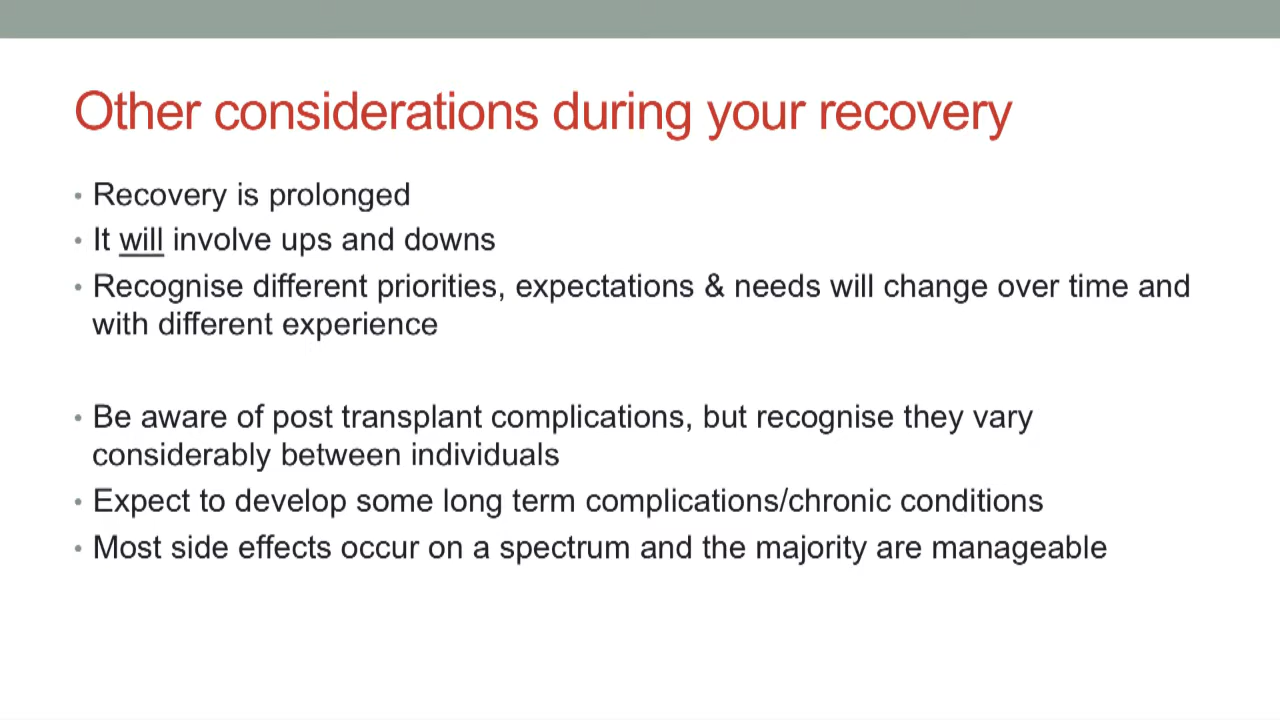 Other considerations during your recovery
• Recovery is prolonged
• It will involve ups and downs
• Recognise different priorities, expectations & needs will change over time and
with different experience
• Be aware of post transplant complications, but recognise they vary
considerably between individuals
• Expect to develop some long term complications/chronic conditions
• Most side effects occur on a spectrum and the majority are manageable